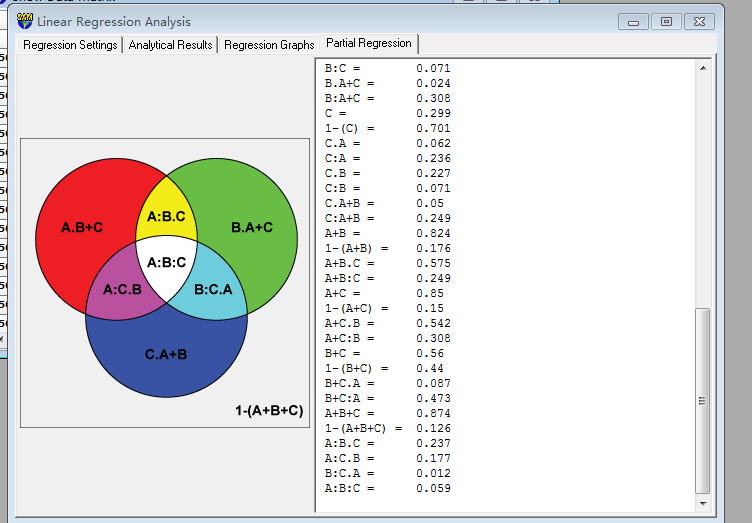 Linear Regression Analysis
Regression Settings Analytical Results Regression Graphs Partial Regression
B:C = 0.071
B.A+C = 0.024
B:A+C = 0.308
C = 0.299
1-(C) = 0.701
C.A = 0.062
C:A = 0.236
C.B = 0.227
C:B = 0.071
C.A+B = 0.05
C:A+B = 0.249
A+B = 0.824
1-(A+B) = 0.176
A+B.C = 0.575
A+B:C = 0.249
A+C = 0.85
1-(A+C) = 0.15
A+C.B = 0.542
A+C:B = 0.308
B+C = 0.56
1-(B+C) = 0.44
B+C.A = 0.087
B+C:A = 0.473
A+B+C = 0.874
1-(A+B+C) = 0.126
A:B.C = 0.237
A:C.B = 0.177
B:C.A = 0.012
A:B:C = 0.059
A:B.C
A.B+C
B.A+C
A:B:C
A:C.B
B:C.A
C.A+B
1-(A+B+C)